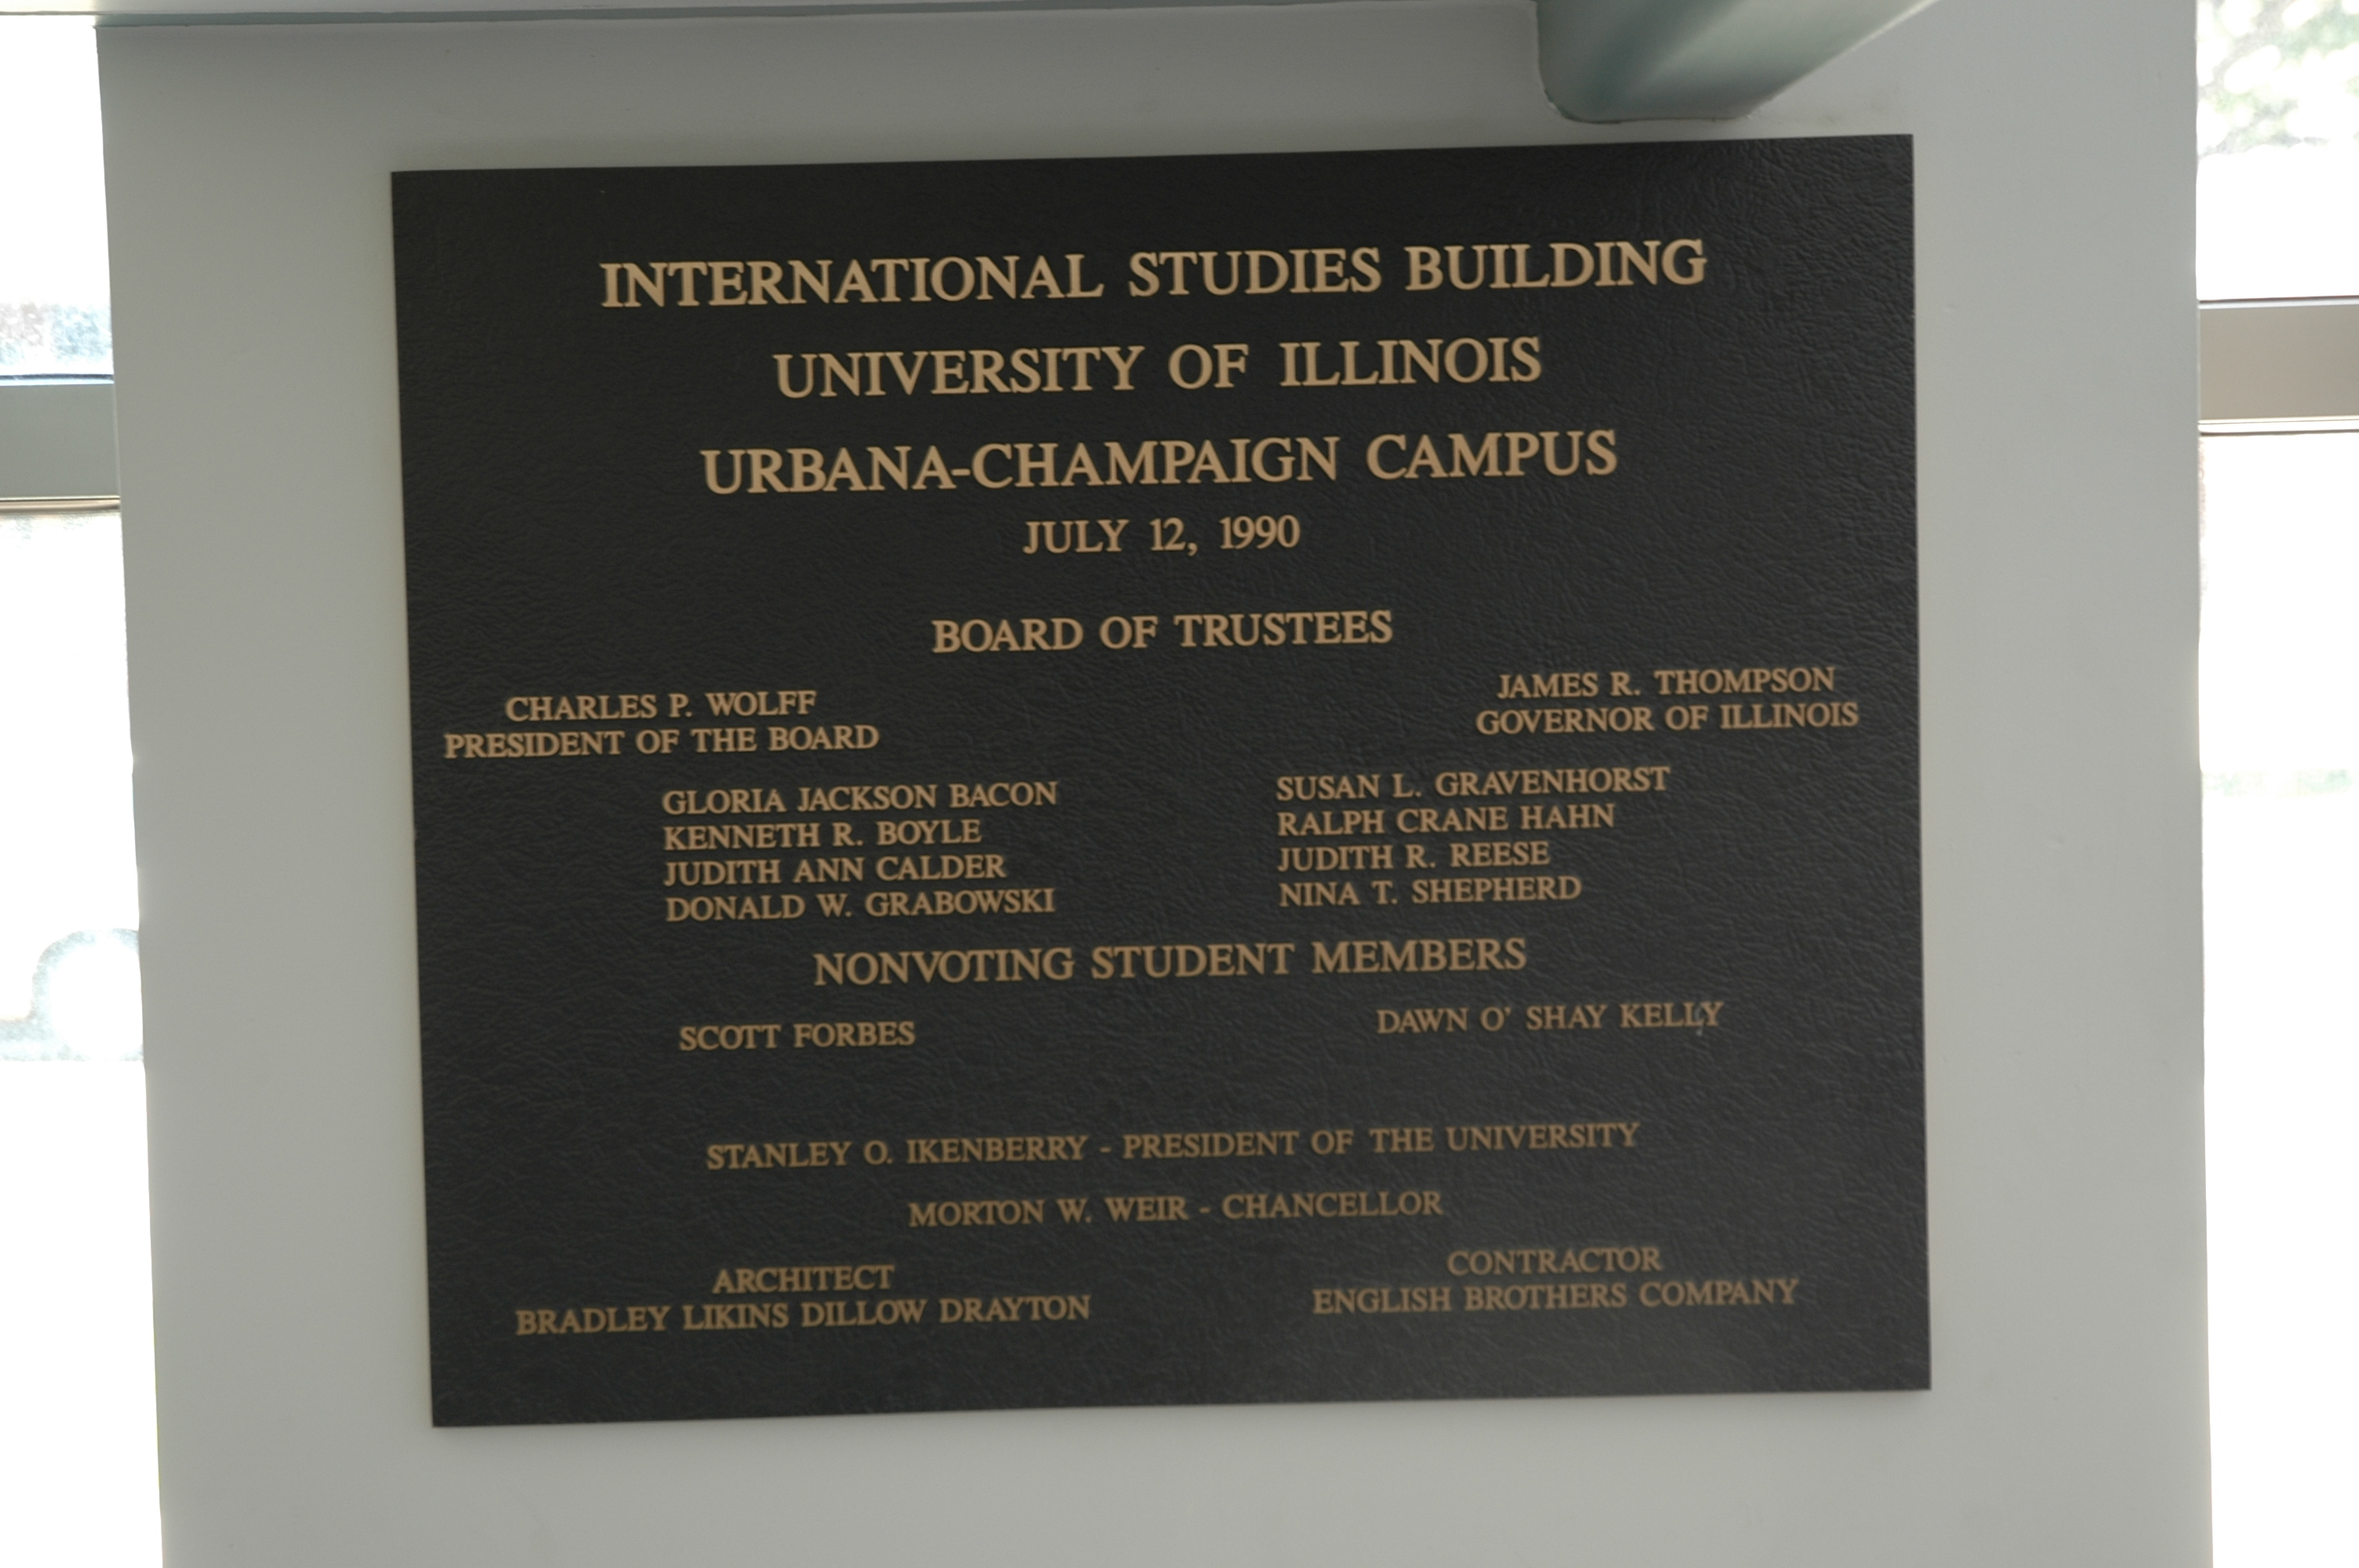 INTERNATIONAL STUDIES BUILDING
UNIVERSITY OF ILLINOIS
URBANA-CHAMPAIGN CAMPUS
JULY 12, 1990
BOARD OF TRUSTEES
CHARLES P. WOLFF
PRESIDENT OF THE BOARD
JAMES R. THOMPSON
GOVERNOR OF ILLINOIS
GLORIA JACKSON BACON
KENNETH R. BOYLE
JUDITH ANN CALDER
DONALD W. GRABOWSKI
SUSAN L. GRAVENHORST
RALPH CRANE HAHN
JUDITH R. REESE
NINA T. SHEPHERD
NONVOTING STUDENT MEMBERS
SCOTT FORBES
DAWN O' SHAY KELLY
STANLEY O. IKENBERRY - PRESIDENT OF THE UNIVERSITY
MORTON W. WEIR - CHANCELLOR
ARCHITECT
BRADLEY LIKINS DILLOW DRAYTON
CONTRACTOR
ENGLISH BROTHERS COMPANY